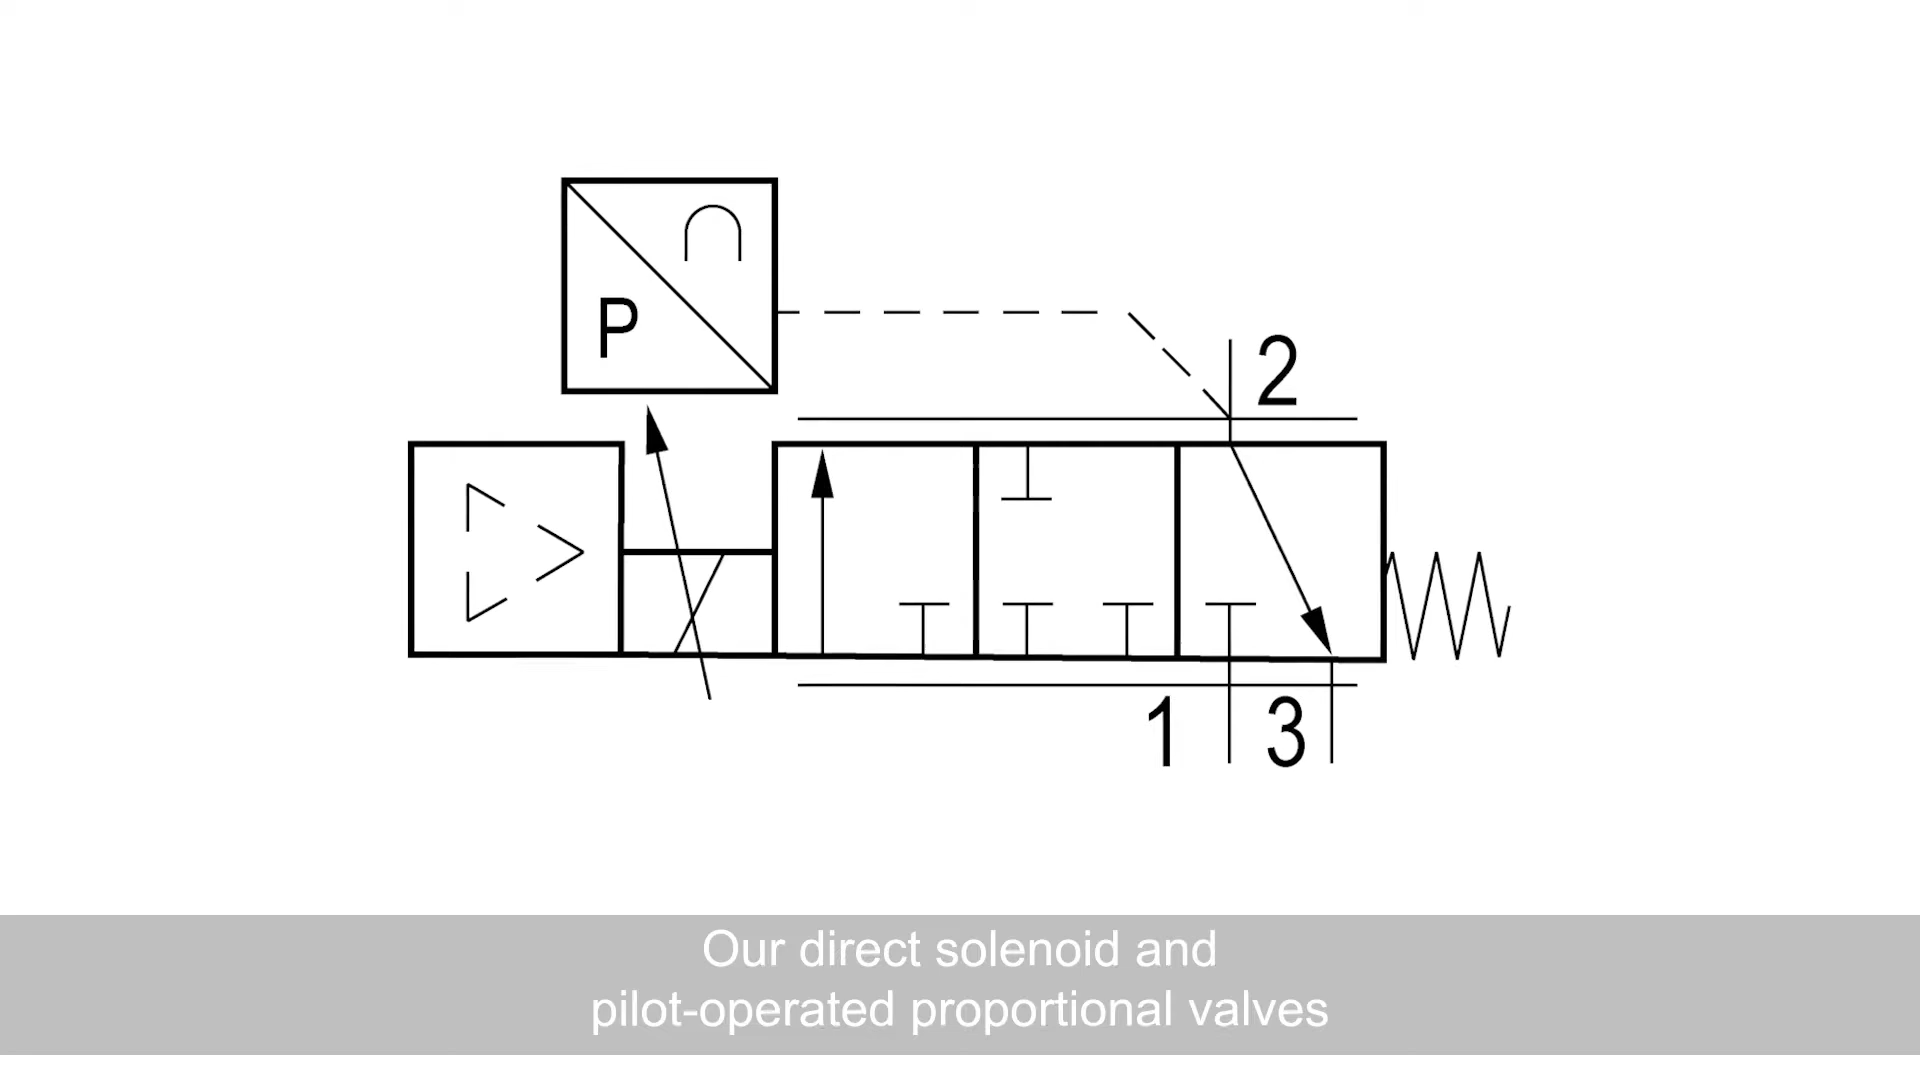 P
2
1 3
Our direct solenoid and
pilot-operated proportional valves